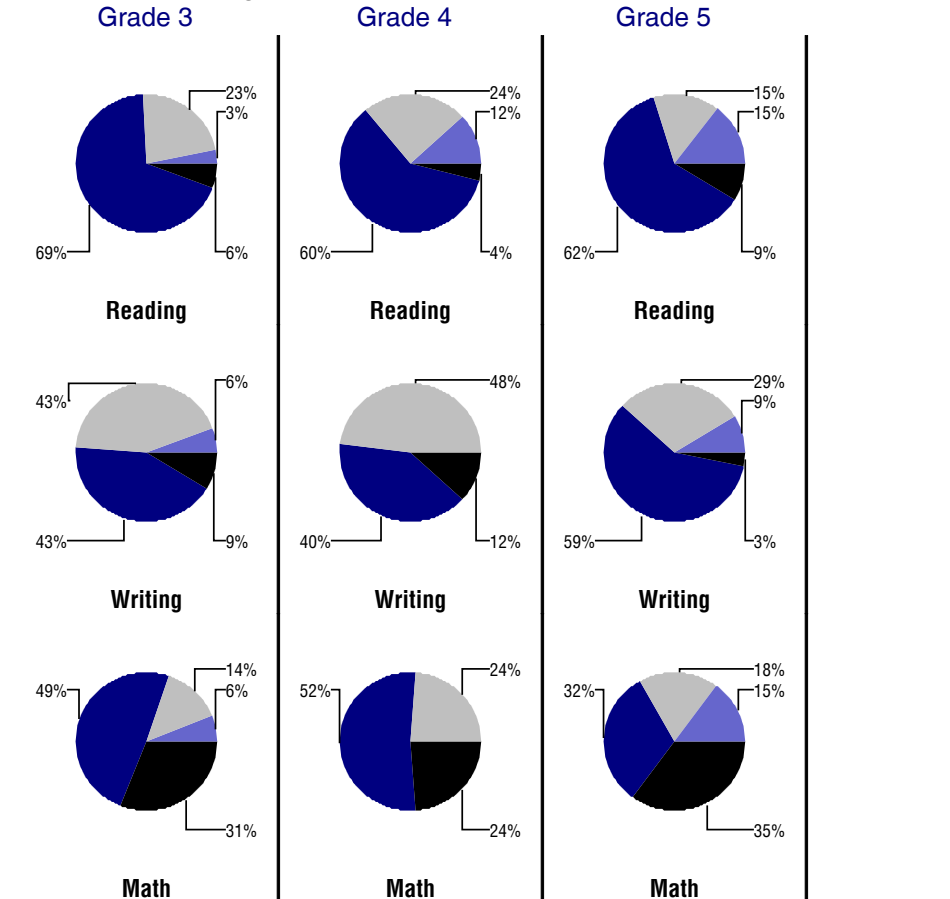 Grade 3 Grade 4 Grade 5
23% 24% 15%
3% 12% 15%
69% 6% 60% 4% 62% 9%
Reading Reading Reading
6% 48% 29%
43% 9%
43% 9% 40% 12% 59% 3%
Writing Writing Writing
14% 24% 18%
49% 6% 52% 32% 15%
31% 24% 35%
Math Math Math